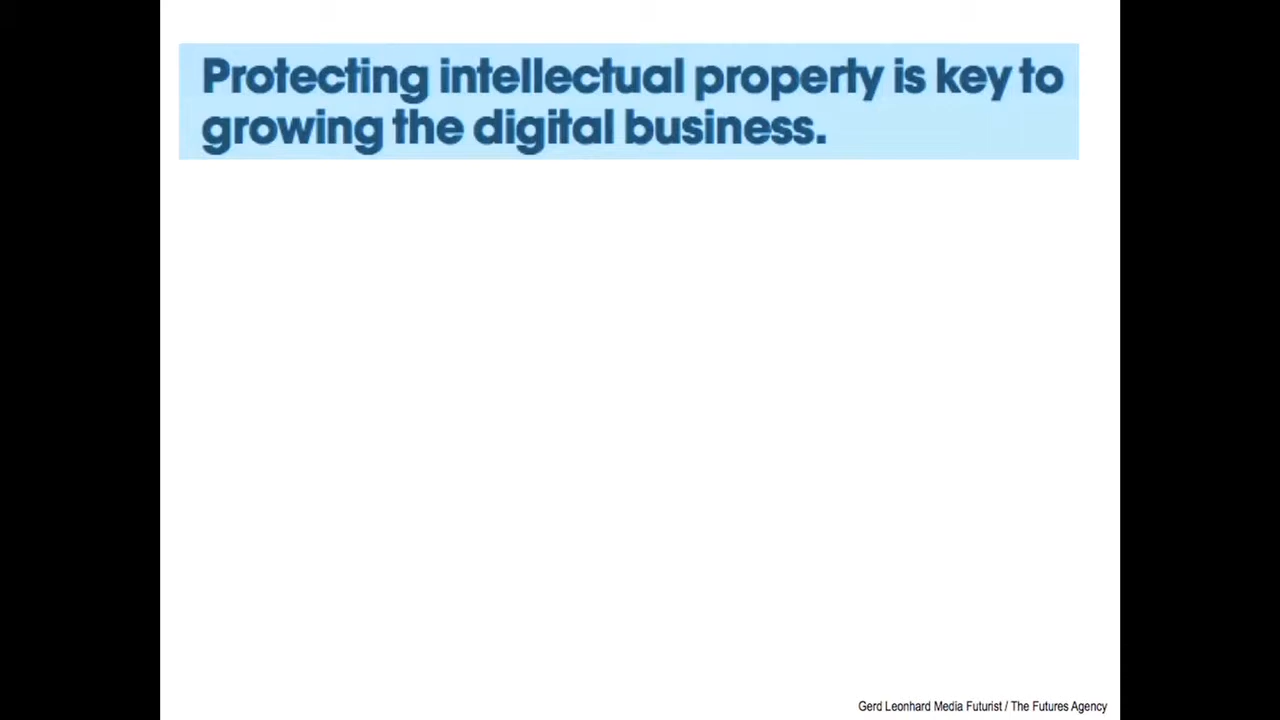 Protecting intellectual property is key to
growing the digital business.
Gerd Leonhard Media Futurist / The Futures Agency